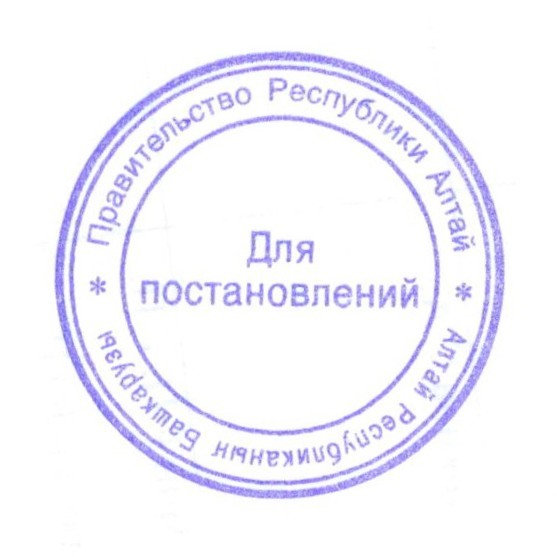 Правительство Республики Алтай
* Алтай Республиканын Башкарузы *
Для
постановлений